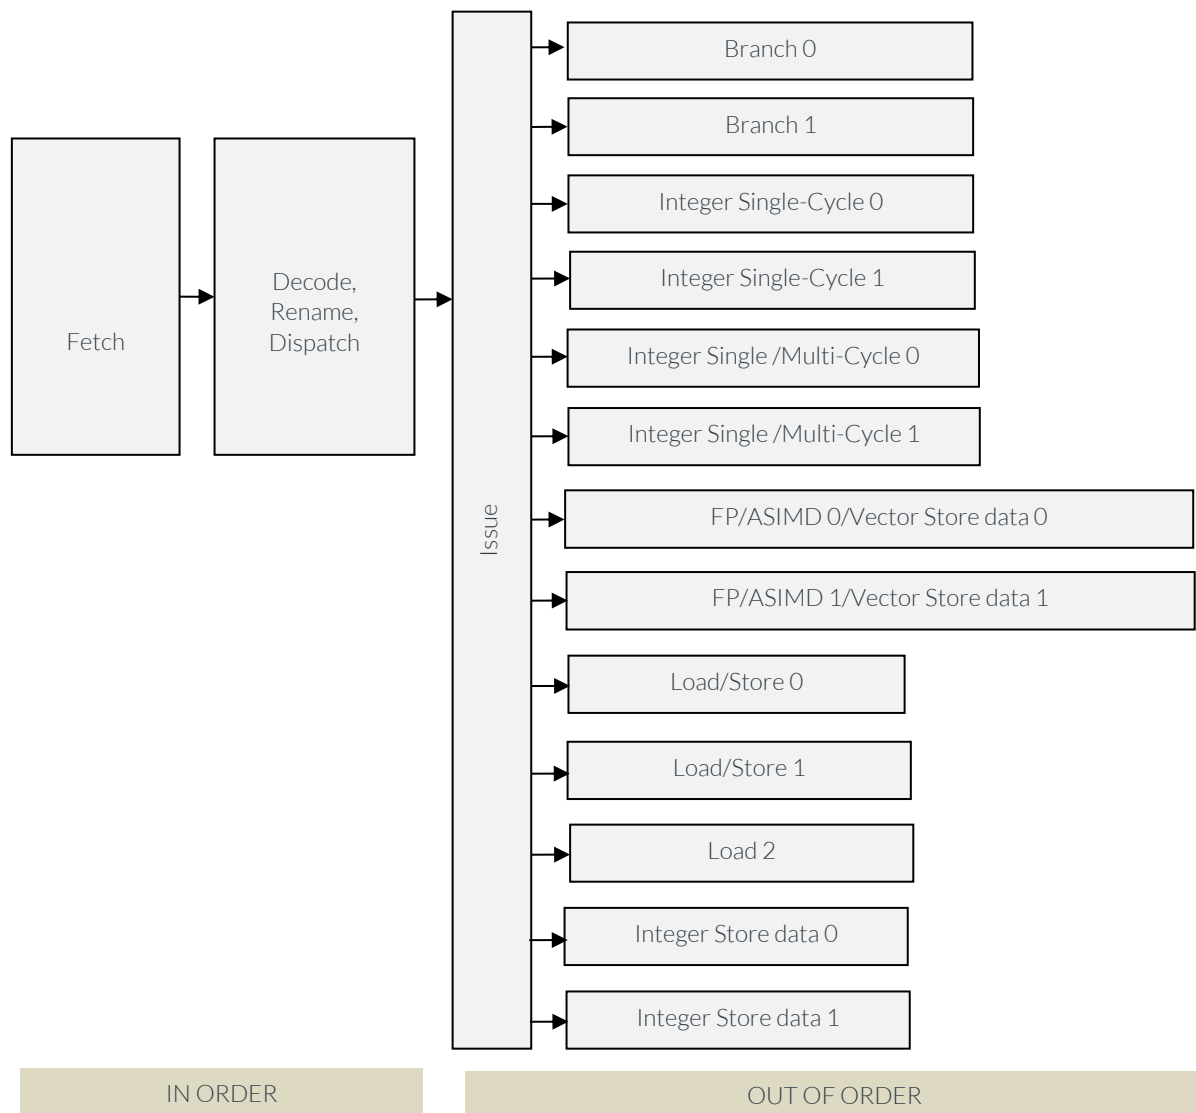 Fetch
Decode,
Rename,
Dispatch
Issue
Branch 0
Branch 1
Integer Single-Cycle 0
Integer Single-Cycle 1
Integer Single /Multi-Cycle 0
Integer Single /Multi-Cycle 1
FP/ASIMD 0/Vector Store data 0
FP/ASIMD 1/Vector Store data 1
Load/Store 0
Load/Store 1
Load 2
Integer Store data 0
Integer Store data 1
IN ORDER
OUT OF ORDER